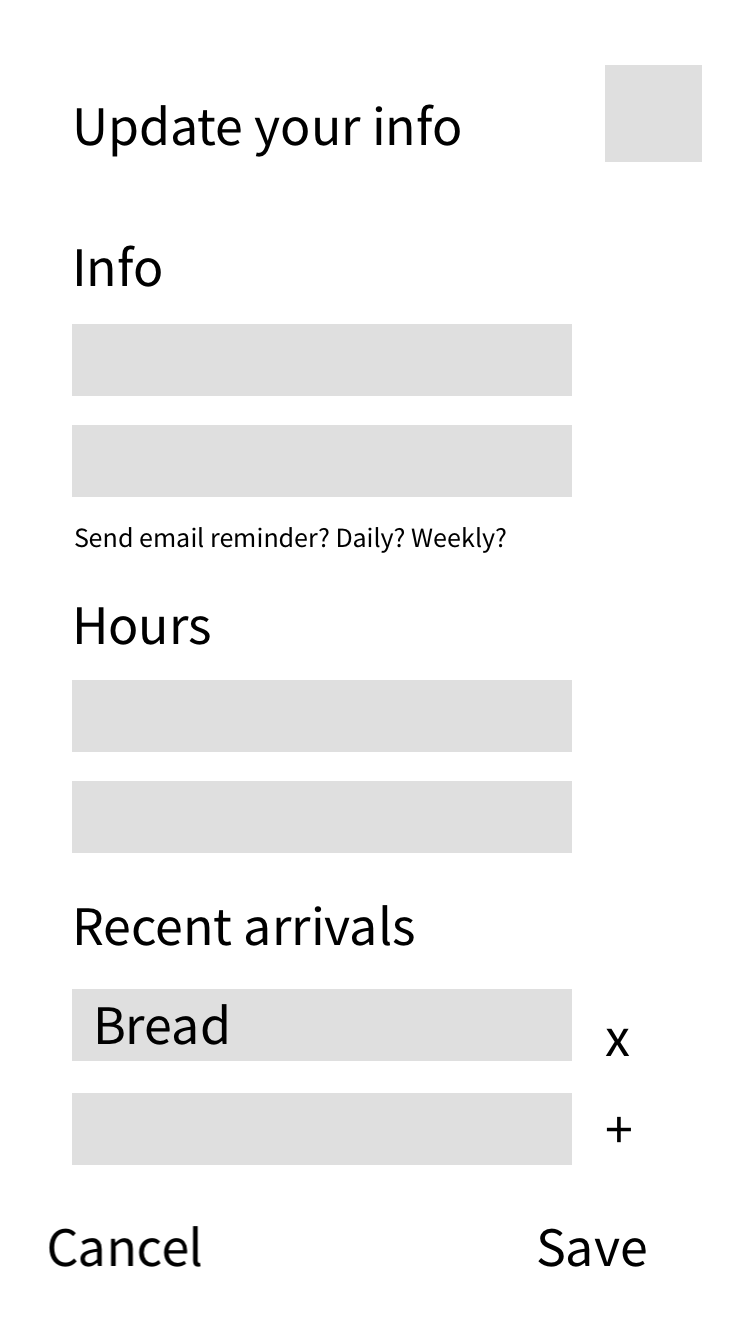 Update your info
Info
Send email reminder? Daily? Weekly?
Hours
Recent arrivals
Bread
x
+
Cancel
Save